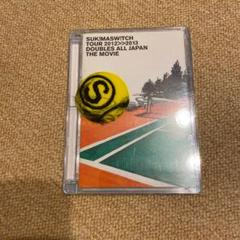 SUKIMASWITCH
TOUR 2012>>2013
DOUBLES ALL JAPAN
THE MOVIE
S